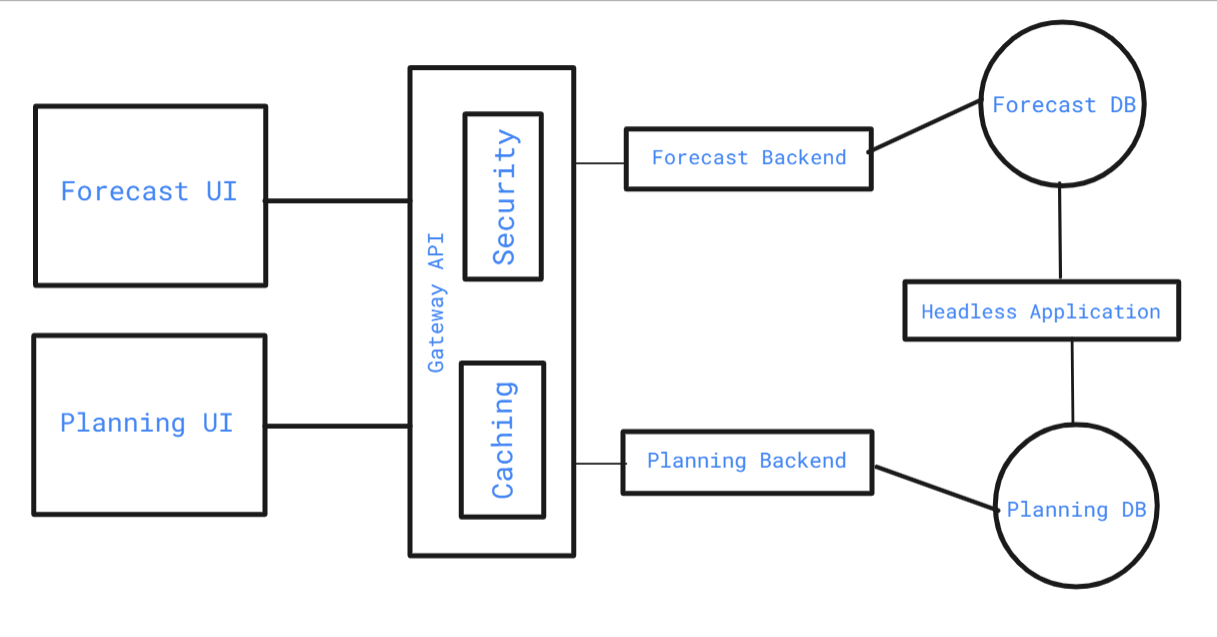 Forecast UI
Planning UI
Gateway API
Security
Caching
Forecast Backend
Planning Backend
Forecast DB
Headless Application
Planning DB